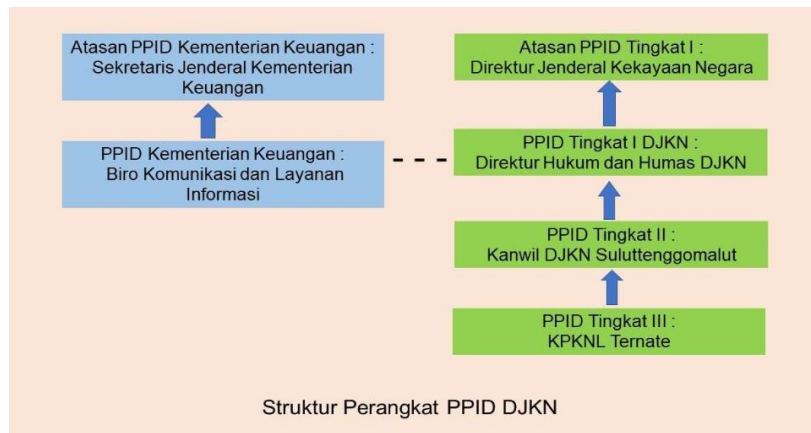 Atasan PPID Kementerian Keuangan :
Sekretaris Jenderal Kementerian
Keuangan
PPID Kementerian Keuangan :
Biro Komunikasi dan Layanan
Informasi
Atasan PPID Tingkat I :
Direktur Jenderal Kekayaan Negara
PPID Tingkat I DJKN :
Direktur Hukum dan Humas DJKN
PPID Tingkat II :
Kanwil DJKN Suluttenggomalut
PPID Tingkat III :
KPKNL Ternate
Struktur Perangkat PPID DJKN